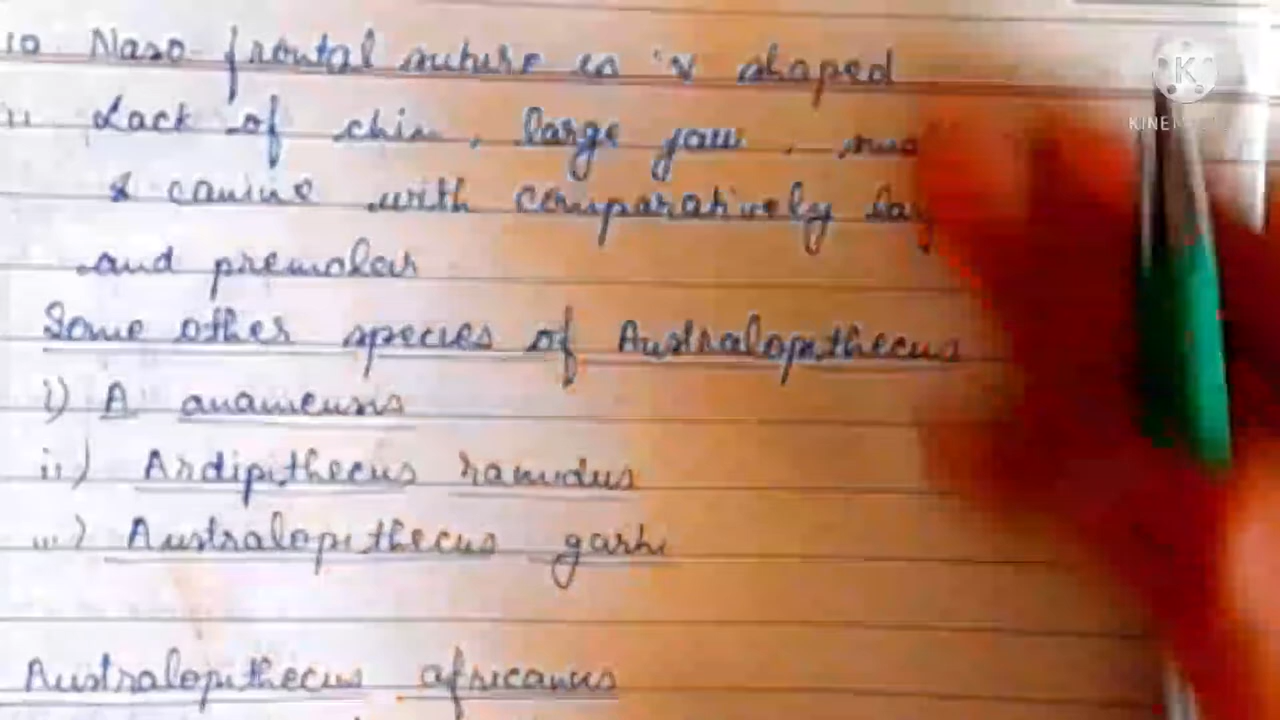 10 Naso frontal suture is 'v shaped
11 Lack of chin, large jaw,
& canine with comparatively
and premolar
Some other species of Australopithecus
i) A anamensis
ii) Ardipithecus ramidus
iii) Australopithecus garhi
Australopithecus africanus
K